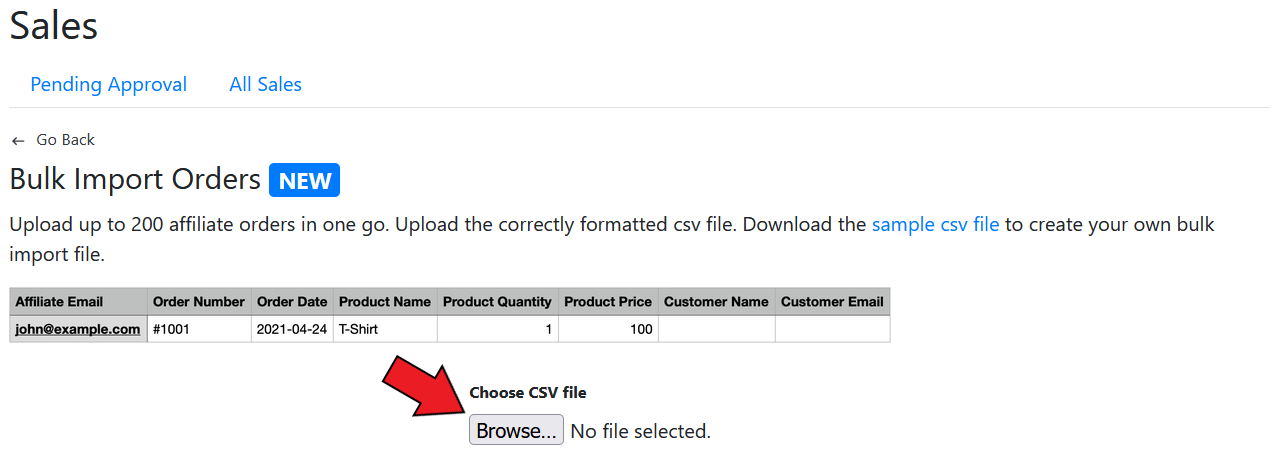 Sales
Pending Approval All Sales
← Go Back
Bulk Import Orders NEW
Upload up to 200 affiliate orders in one go. Upload the correctly formatted csv file. Download the sample csv file to create your own bulk
import file.
Affiliate Email Order Number Order Date Product Name Product Quantity Product Price Customer Name Customer Email
john@example.com #1001 2021-04-24 T-Shirt 1 100
Choose CSV file
Browse... No file selected.